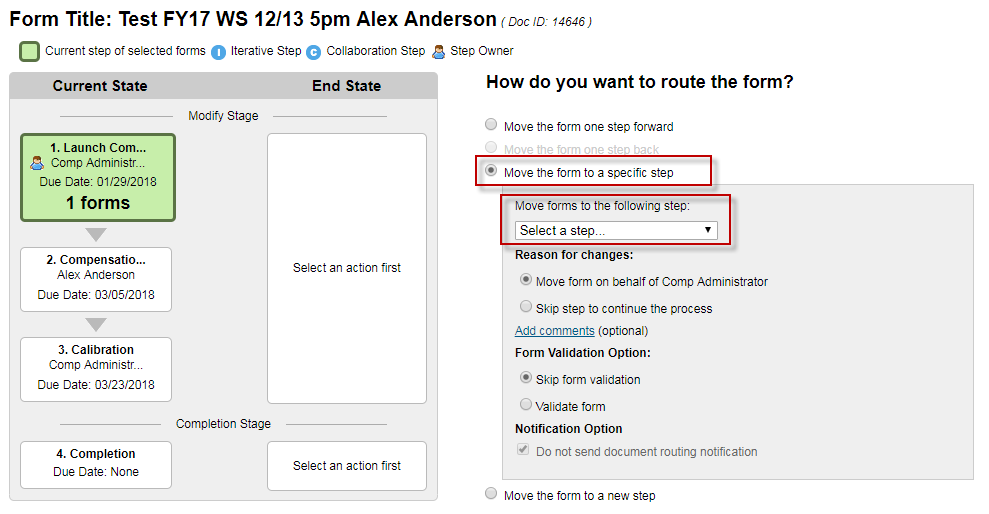 Form Title: Test FY17 WS 12/13 5pm Alex Anderson ( Doc ID: 14646 )
Current step of selected forms I Iterative Step C Collaboration Step Step Owner
Current State End State
Modify Stage
1. Launch Com...
Comp Administr...
Due Date: 01/29/2018
1 forms
2. Compensatio...
Alex Anderson
Due Date: 03/05/2018
3. Calibration
Comp Administr...
Due Date: 03/23/2018
Select an action first
Completion Stage
4. Completion
Due Date: None
Select an action first
How do you want to route the form?
Move the form one step forward
Move the form one step back
Move the form to a specific step
Move forms to the following step:
Select a step...
Reason for changes:
Move form on behalf of Comp Administrator
Skip step to continue the process
Add comments (optional)
Form Validation Option:
Skip form validation
Validate form
Notification Option
Do not send document routing notification
Move the form to a new step